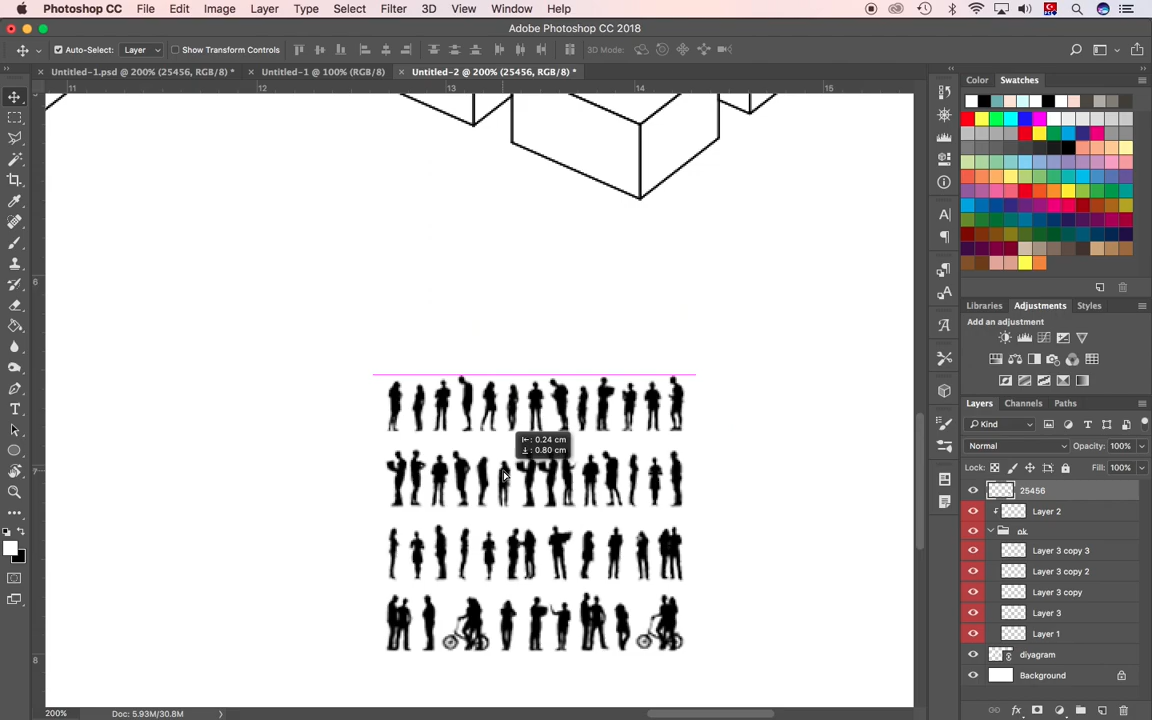 Photoshop CC File Edit Image Layer Type Select Filter 3D View Window Help
Adobe Photoshop CC 2018
Auto-Select: Layer Show Transform Controls 3D Mode:
Untitled-1.psd @ 200% (25456, RGB/8) * Untitled-1 @ 100% (RGB/8) Untitled-2 @ 200% (25456, RGB/8) *
11 12 13 14 15
Color Swatches
6
7
8
Libraries Adjustments Styles
Add an adjustment
Layers Channels Paths
Kind
Normal Opacity: 100%
Lock: Fill: 100%
25456
Layer 2
ok
Layer 3 copy 3
Layer 3 copy 2
Layer 3 copy
Layer 3
Layer 1
diyagram
Background
: 0.24 cm
: 0.80 cm
200% Doc: 5.93M/30.8M